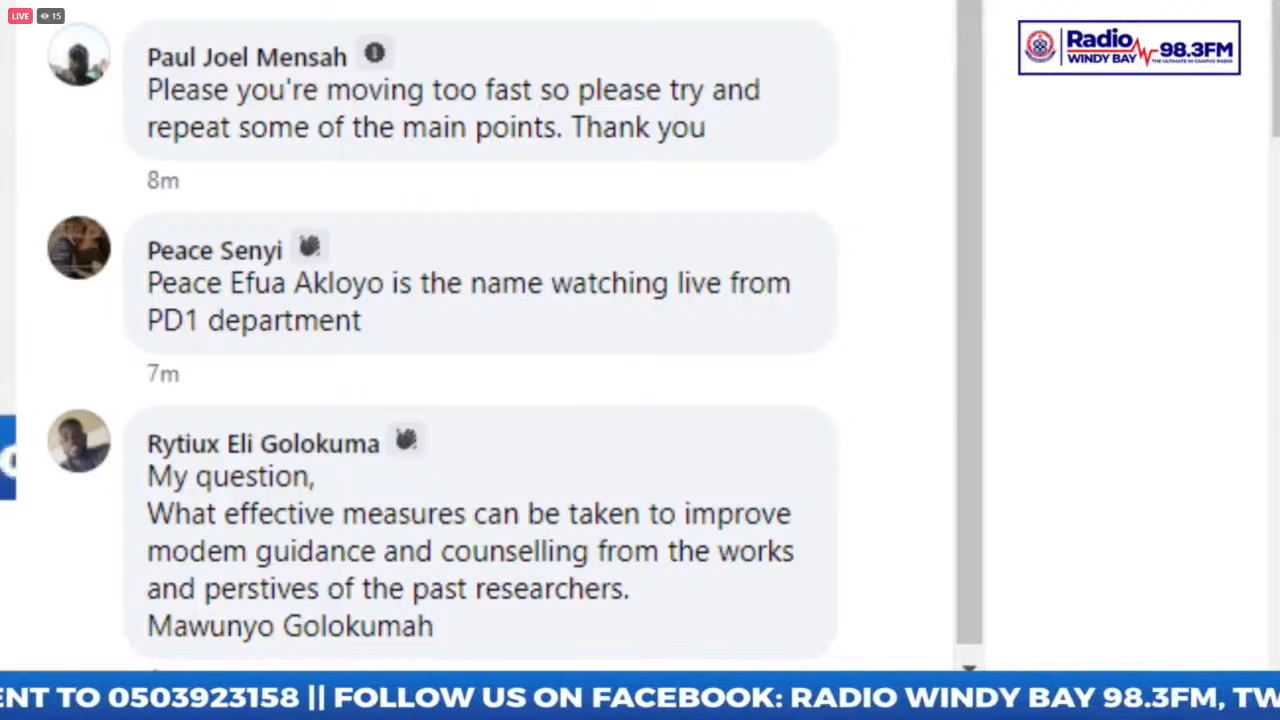 LIVE 15
Radio
WINDY BAY 98.3FM
THE ULTIMATE IN CAMPUS RADIO
Paul Joel Mensah
Please you're moving too fast so please try and
repeat some of the main points. Thank you
8m
Peace Senyi
Peace Efua Akloyo is the name watching live from
PD1 department
7m
Rytiux Eli Golokuma
My question,
What effective measures can be taken to improve
modem guidance and counselling from the works
and perstives of the past researchers.
Mawunyo Golokumah
ENT TO 0503923158 || FOLLOW US ON FACEBOOK: RADIO WINDY BAY 98.3FM, TW